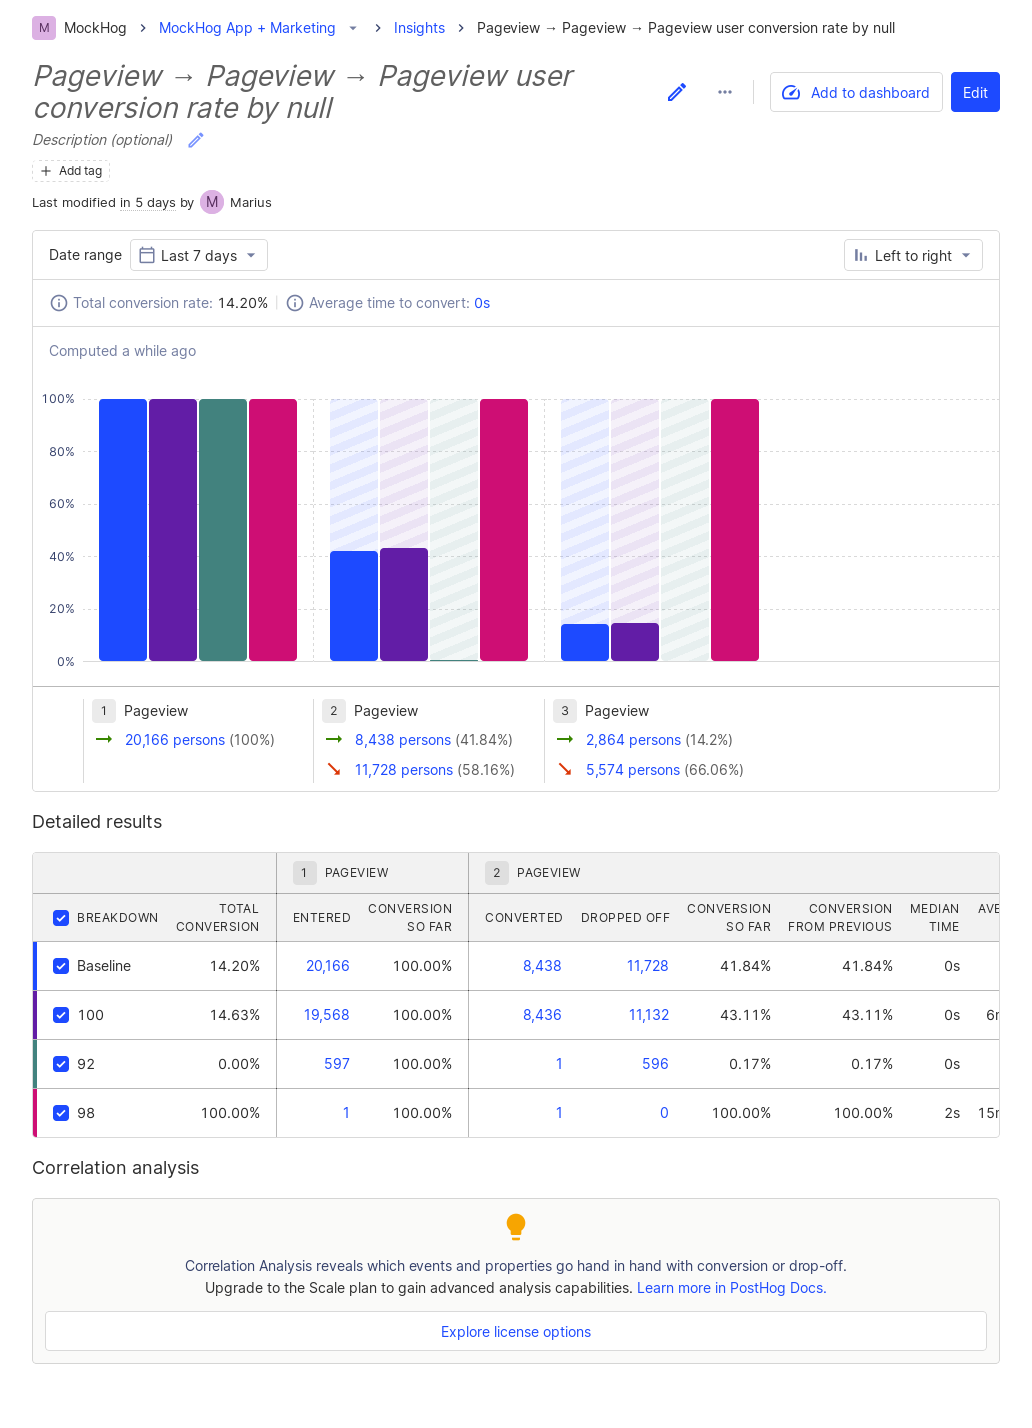 M MockHog > MockHog App + Marketing > Insights > Pageview → Pageview → Pageview user conversion rate by null
Pageview → Pageview → Pageview user
conversion rate by null
Add to dashboard
Edit
Description (optional)
+ Add tag
Last modified in 5 days by M Marius
Date range Last 7 days Left to right
Total conversion rate: 14.20% Average time to convert: 0s
Computed a while ago
100%
80%
60%
40%
20%
0%
1 Pageview 2 Pageview 3 Pageview
20,166 persons (100%) 8,438 persons (41.84%) 2,864 persons (14.2%)
11,728 persons (58.16%) 5,574 persons (66.06%)
Detailed results
1 PAGEVIEW 2 PAGEVIEW
BREAKDOWN TOTAL CONVERSION ENTERED CONVERSION SO FAR CONVERTED DROPPED OFF CONVERSION SO FAR CONVERSION FROM PREVIOUS MEDIAN TIME
Baseline 14.20% 20,166 100.00% 8,438 11,728 41.84% 41.84% 0s
100 14.63% 19,568 100.00% 8,436 11,132 43.11% 43.11% 0s
92 0.00% 597 100.00% 1 596 0.17% 0.17% 0s
98 100.00% 1 100.00% 1 0 100.00% 100.00% 2s
Correlation analysis
Correlation Analysis reveals which events and properties go hand in hand with conversion or drop-off.
Upgrade to the Scale plan to gain advanced analysis capabilities. Learn more in PostHog Docs.
Explore license options